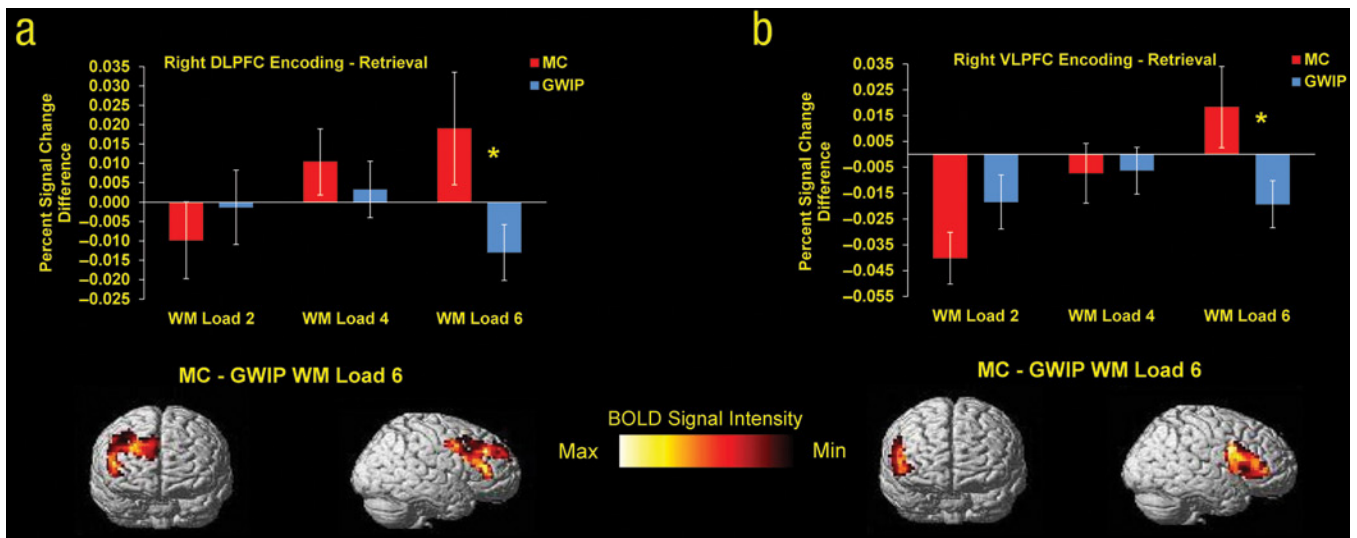 a
Right DLPFC Encoding - Retrieval
MC
GWIP
Percent Signal Change
Difference
0.035
0.030
0.025
0.020
0.015
0.010
0.005
0.000
–0.005
–0.010
–0.015
–0.020
–0.025
*
WM Load 2 WM Load 4 WM Load 6
MC - GWIP WM Load 6
b
Right VLPFC Encoding - Retrieval
MC
GWIP
Percent Signal Change
Difference
0.035
0.025
0.015
0.005
–0.005
–0.015
–0.025
–0.035
–0.045
–0.055
*
WM Load 2 WM Load 4 WM Load 6
MC - GWIP WM Load 6
BOLD Signal Intensity
Max Min